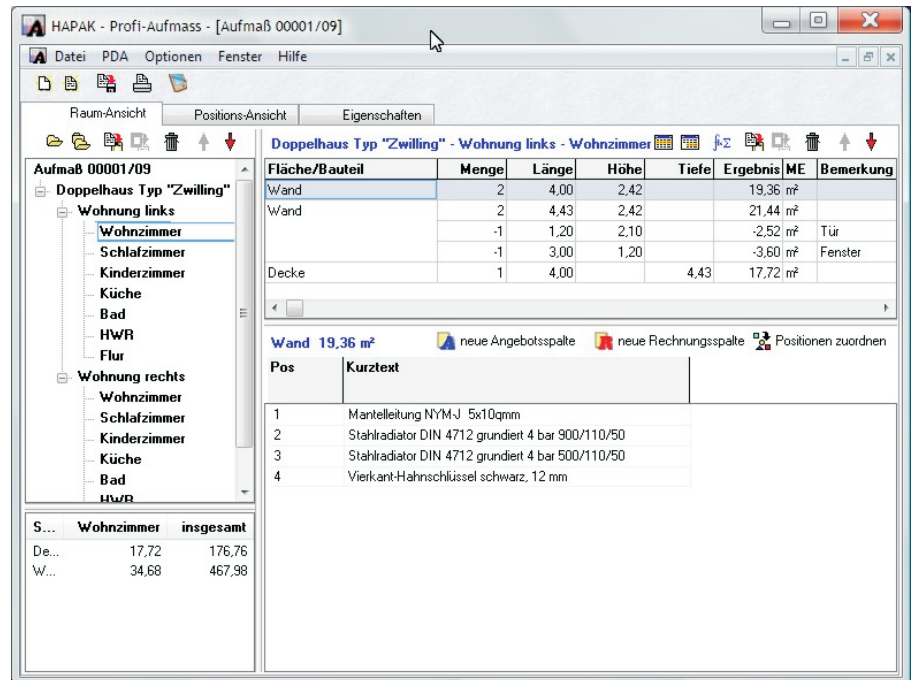 HAPAK - Profi-Aufmass - [Aufmaß 00001/09]
Datei PDA Optionen Fenster Hilfe
Raum-Ansicht Positions-Ansicht Eigenschaften
Doppelhaus Typ "Zwilling" - Wohnung links - Wohnzimmer
Aufmaß 00001/09
Doppelhaus Typ "Zwilling"
Wohnung links
Wohnzimmer
Schlafzimmer
Kinderzimmer
Küche
Bad
HWR
Flur
Wohnung rechts
Wohnzimmer
Schlafzimmer
Kinderzimmer
Küche
Bad
HWR
S... Wohnzimmer insgesamt
De... 17,72 176,76
W... 34,68 467,98
Fläche/Bauteil Menge Länge Höhe Tiefe Ergebnis ME Bemerkung
Wand 2 4,00 2,42 19,36 m²
Wand 2 4,43 2,42 21,44 m²
-1 1,20 2,10 -2,52 m² Tür
-1 3,00 1,20 -3,60 m² Fenster
Decke 1 4,00 4,43 17,72 m²
Wand 19,36 m² neue Angebotsspalte neue Rechnungsspalte Positionen zuordnen
Pos Kurztext
1 Mantelleitung NYM-J 5x10qmm
2 Stahlradiator DIN 4712 grundiert 4 bar 900/110/50
3 Stahlradiator DIN 4712 grundiert 4 bar 500/110/50
4 Vierkant-Hahnschlüssel schwarz, 12 mm